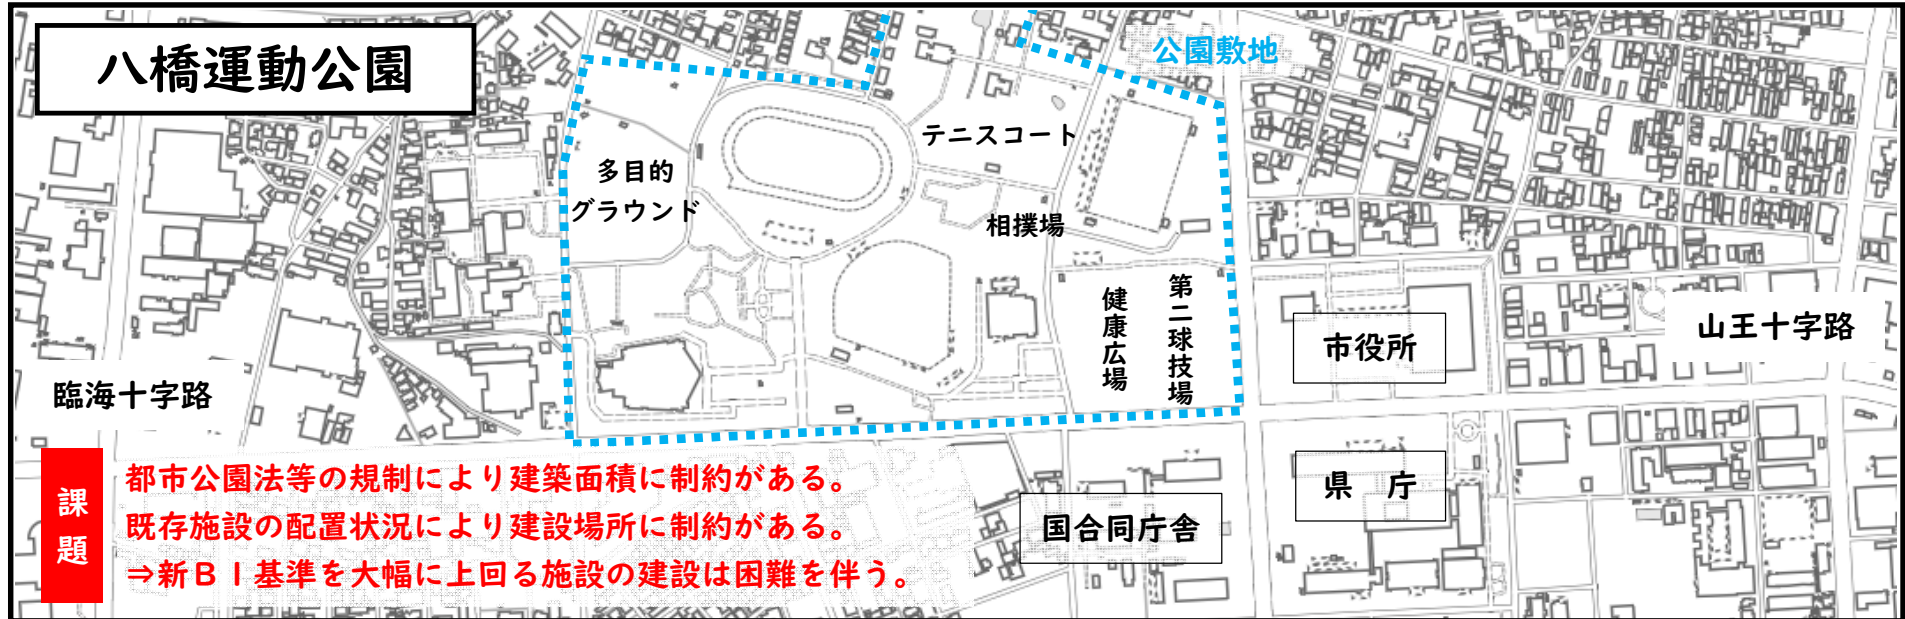 八橋運動公園
公園敷地
テニスコート
多目的
グラウンド
相撲場
健康広場
第二球技場
市役所
山王十字路
臨海十字路
課題
都市公園法等の規制により建築面積に制約がある。
既存施設の配置状況により建設場所に制約がある。
⇒新BⅠ基準を大幅に上回る施設の建設は困難を伴う。
県 庁
国合同庁舎